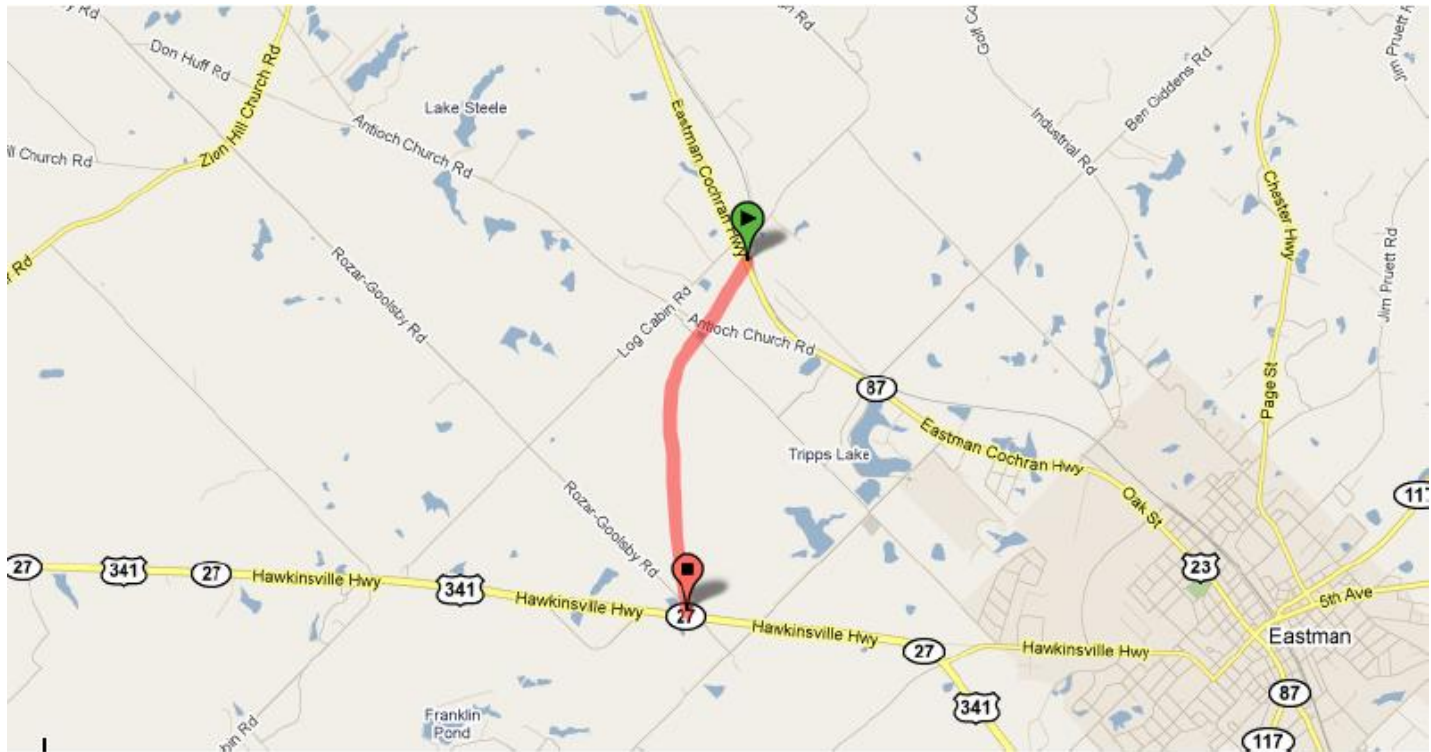 Don Huff Rd
Zion Hill Church Rd
ill Church Rd
Lake Steele
Antioch Church Rd
Eastman Cochran Hwy
Golf
Industrial Rd
Ben Giddens Rd
Jim Pruett R
Chester Hwy
Jim Pruett Rd
Rozar-Goolsby Rd
Log Cabin Rd
Antioch Church Rd
87
Page St
Tripps Lake
Eastman Cochran Hwy
Oak St
117
Rozar-Goolsby Rd
27
341
27
Hawkinsville Hwy
341
Hawkinsville Hwy
27
Hawkinsville Hwy
27
Hawkinsville Hwy
23
5th Ave
Eastman
341
87
117
Franklin
Pond
bin Rd